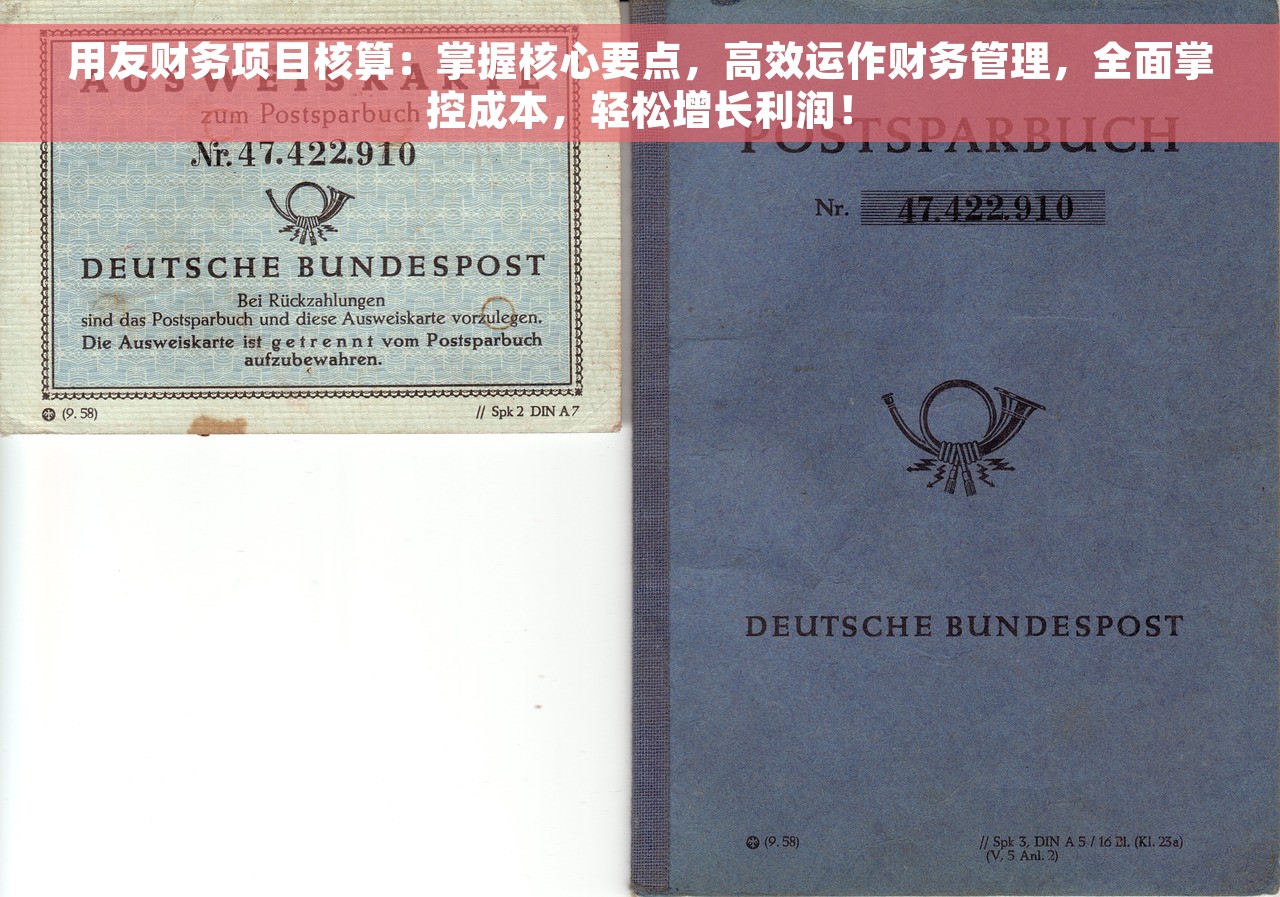 用友财务项目核算：掌握核心要点，高效运作财务管理，全面掌
控成本，轻松增长利润！
AUSWEISKARTE
zum Postsparbuch
Nr. 47.422.910
DEUTSCHE BUNDESPOST
Bei Rückzahlungen
sind das Postsparbuch und diese Ausweiskarte vorzulegen.
Die Ausweiskarte ist getrennt vom Postsparbuch
aufzubewahren.
(9. 58)
// Spk 2 DIN A 7
POSTSPARBUCH
Nr. 47.422.910
DEUTSCHE BUNDESPOST
(9. 58)
// Spk 3, DIN A 5 / 16 Bl. (Kl. 23a)
(V, 5 Anl. 2)